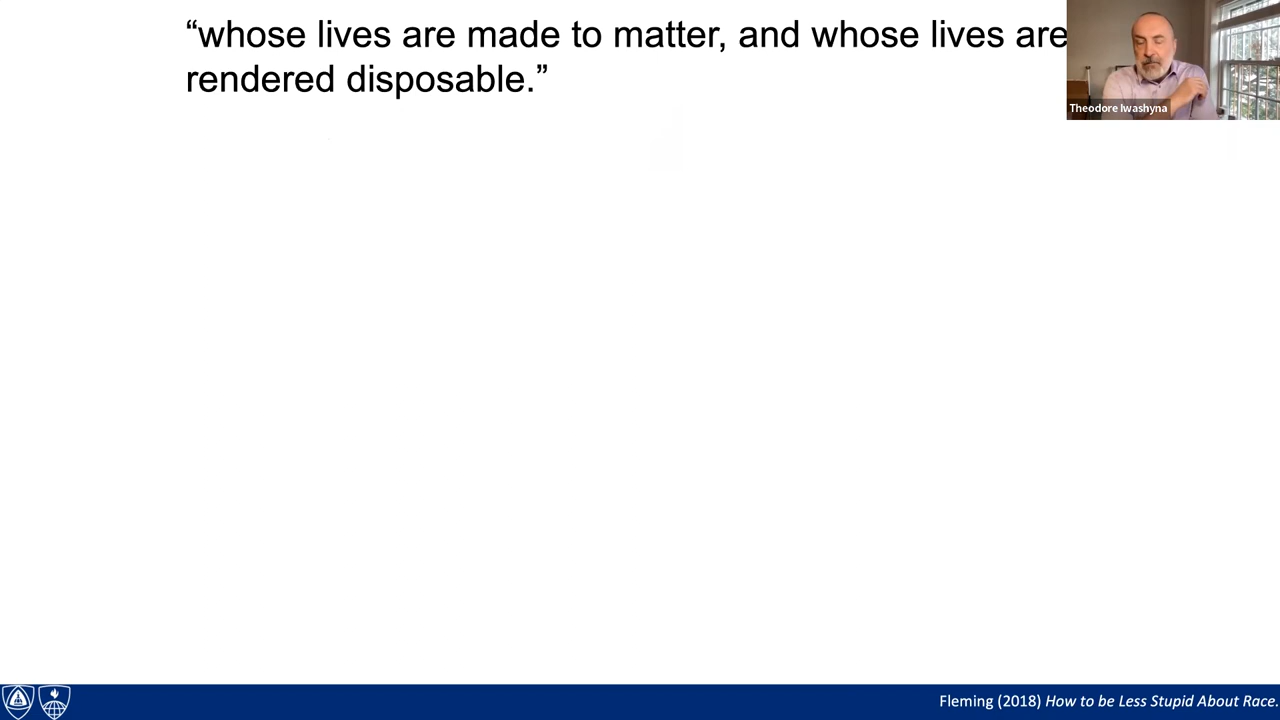 “whose lives are made to matter, and whose lives are
rendered disposable.”
Theodore Iwashyna
Fleming (2018) How to be Less Stupid About Race.